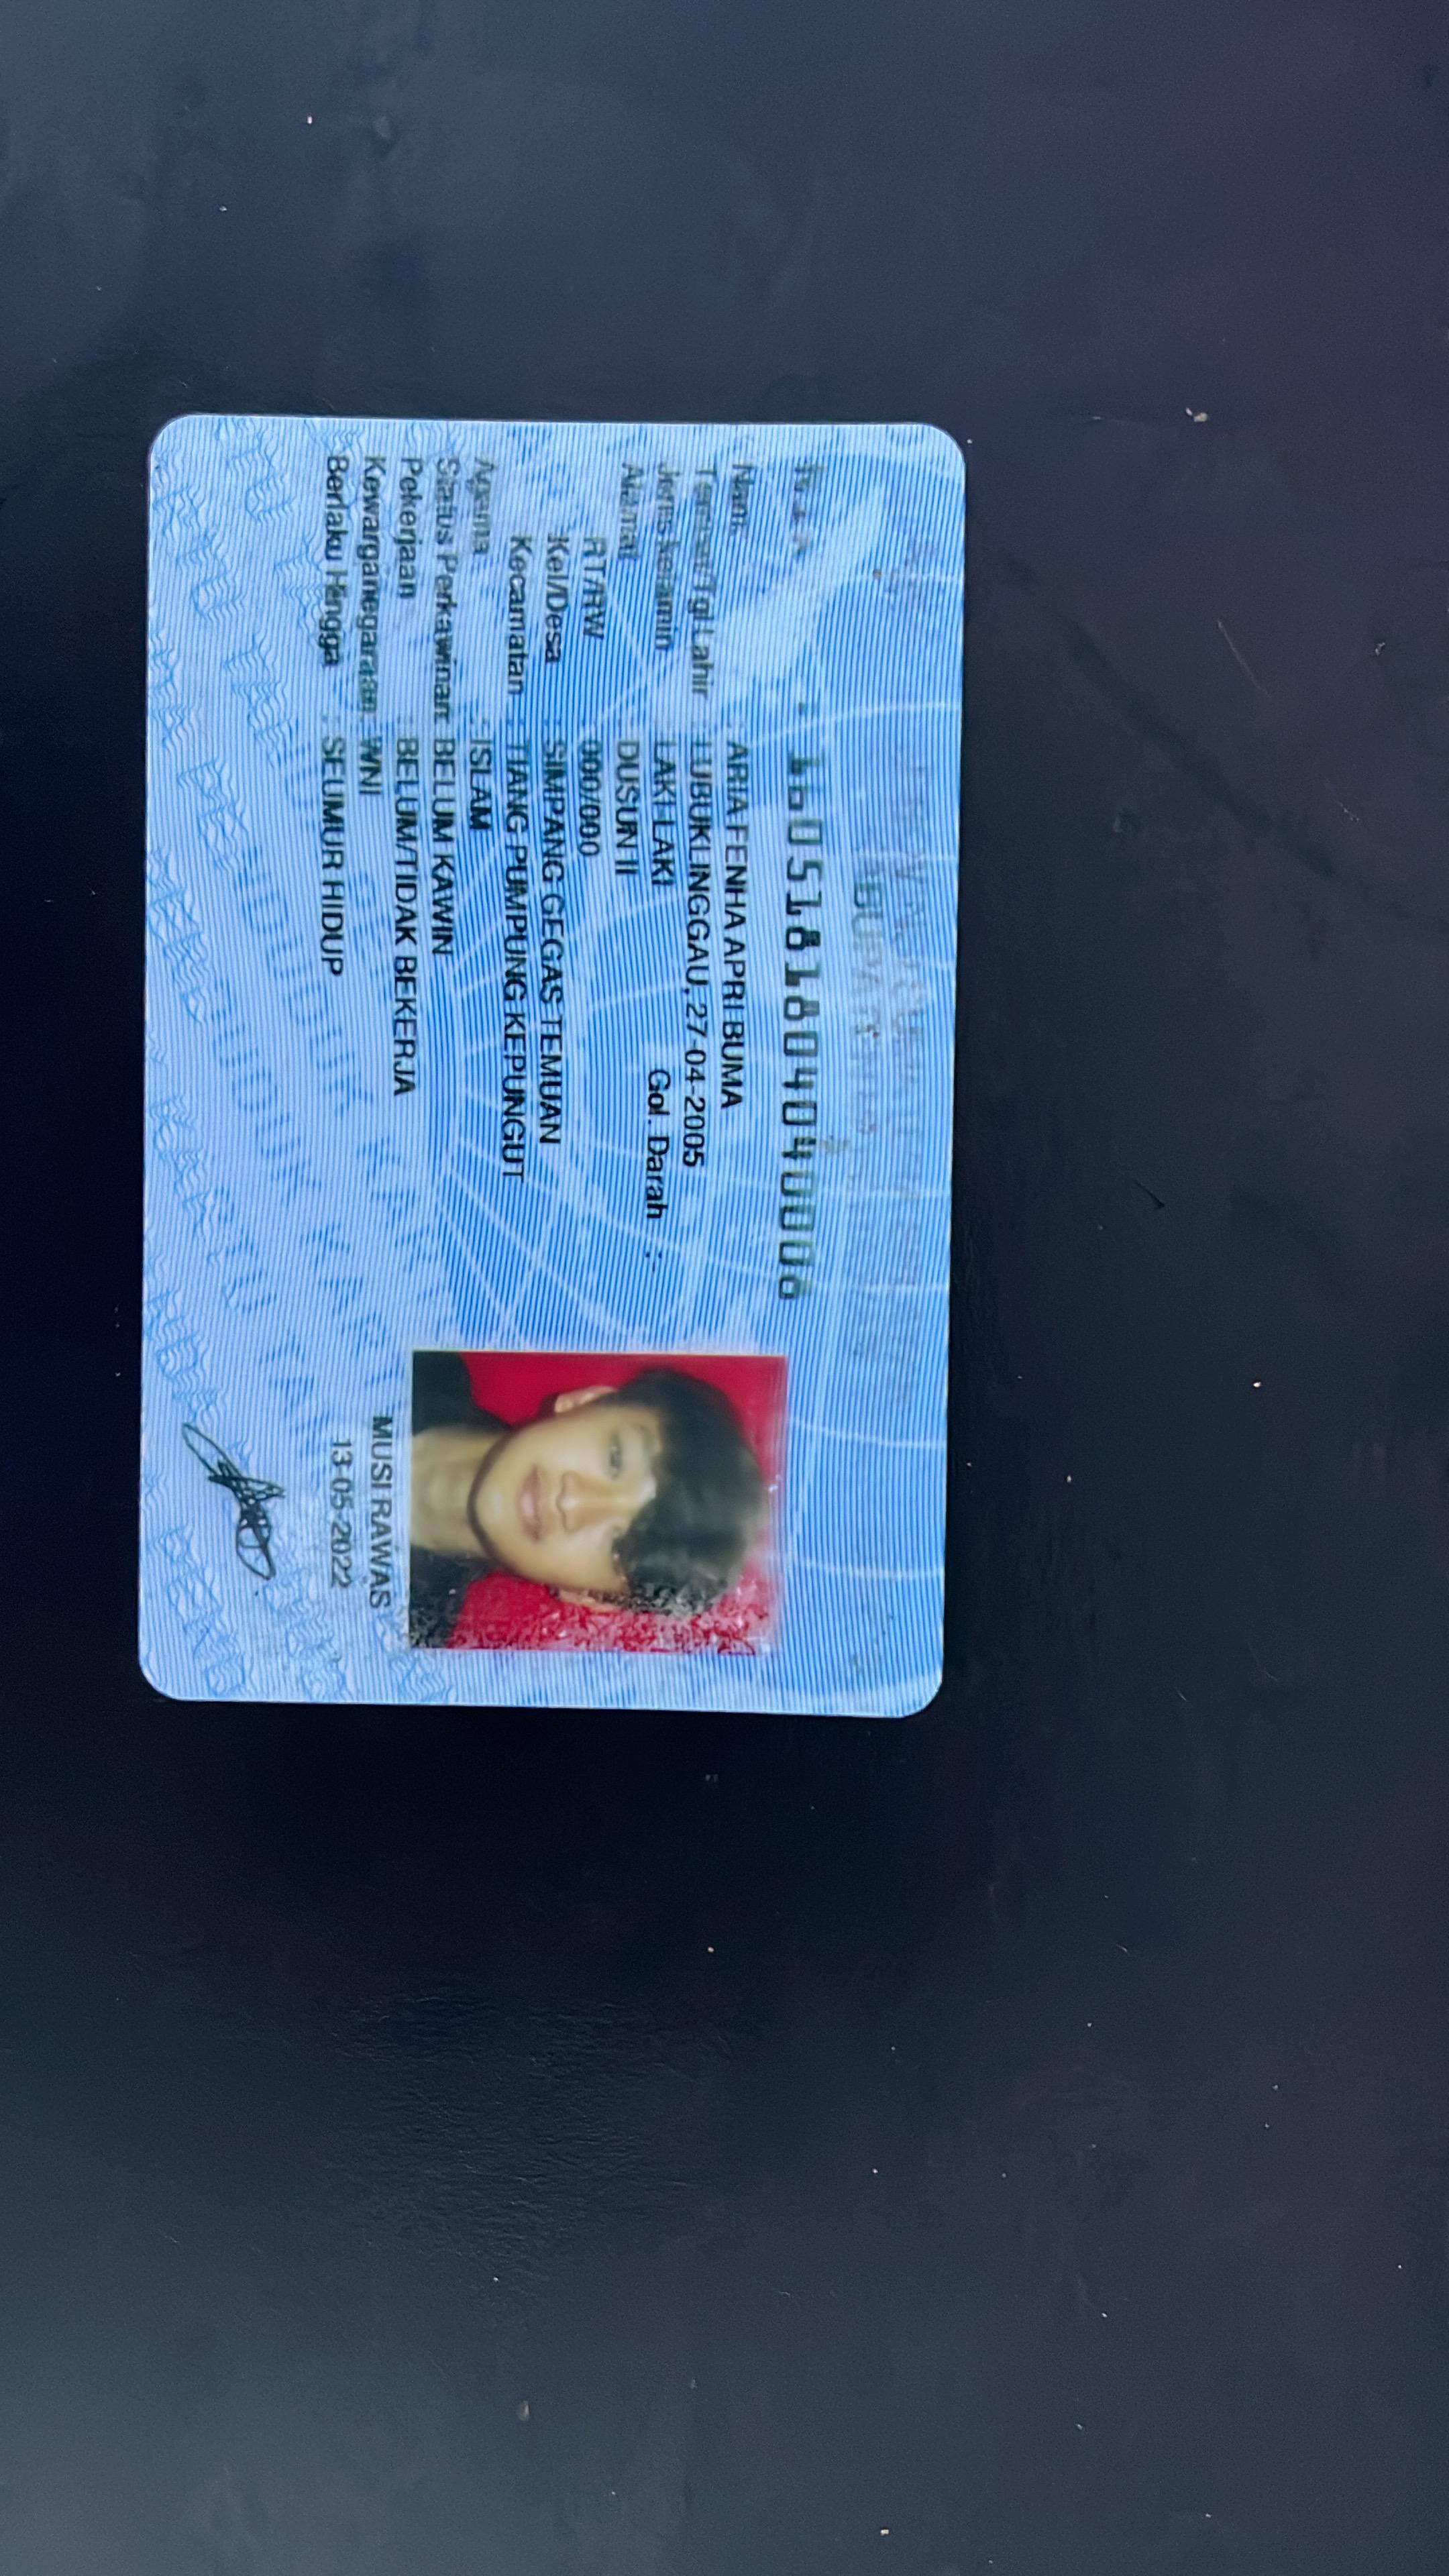 NIK : 1605181804040006
Nama : ARIA FENHA APRI BUMA
Tempat/Tgl Lahir : LUBUKLINGGAU, 27-04-2005
Jenis Kelamin : LAKI-LAKI Gol. Darah : -
Alamat : DUSUN II
RT/RW : 000/000
Kel/Desa : SIMPANG GEGAS TEMUAN
Kecamatan : TIANG PUMPUNG KEPUNGUT
Agama : ISLAM
Status Perkawinan: BELUM KAWIN
Pekerjaan : BELUM/TIDAK BEKERJA
Kewarganegaraan: WNI
Berlaku Hingga : SEUMUR HIDUP
MUSI RAWAS
13-05-2022